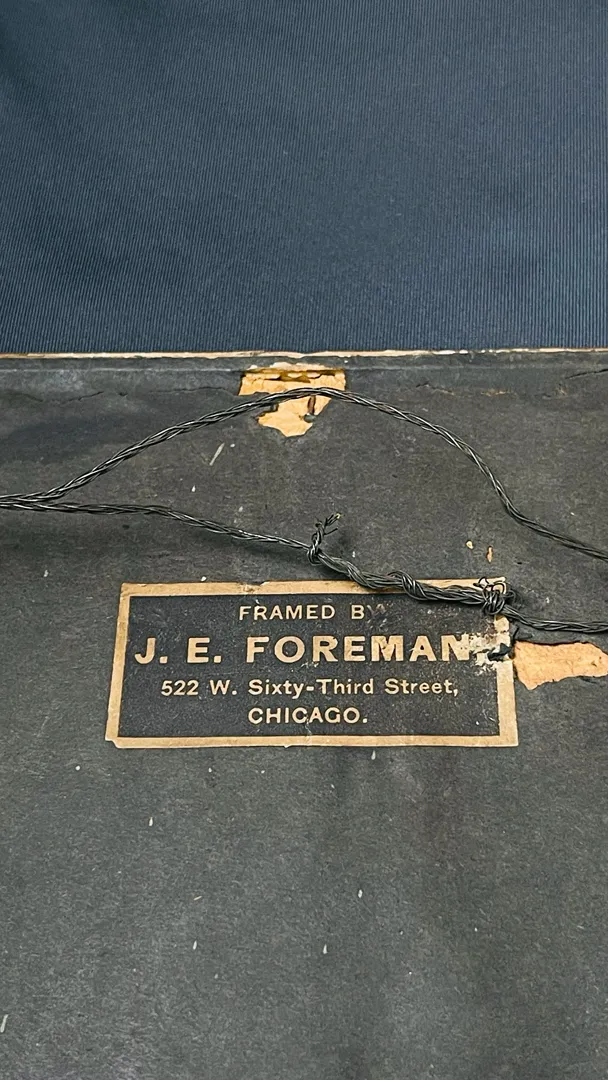 FRAMED BY
J. E. FOREMAN,
522 W. Sixty-Third Street,
CHICAGO.